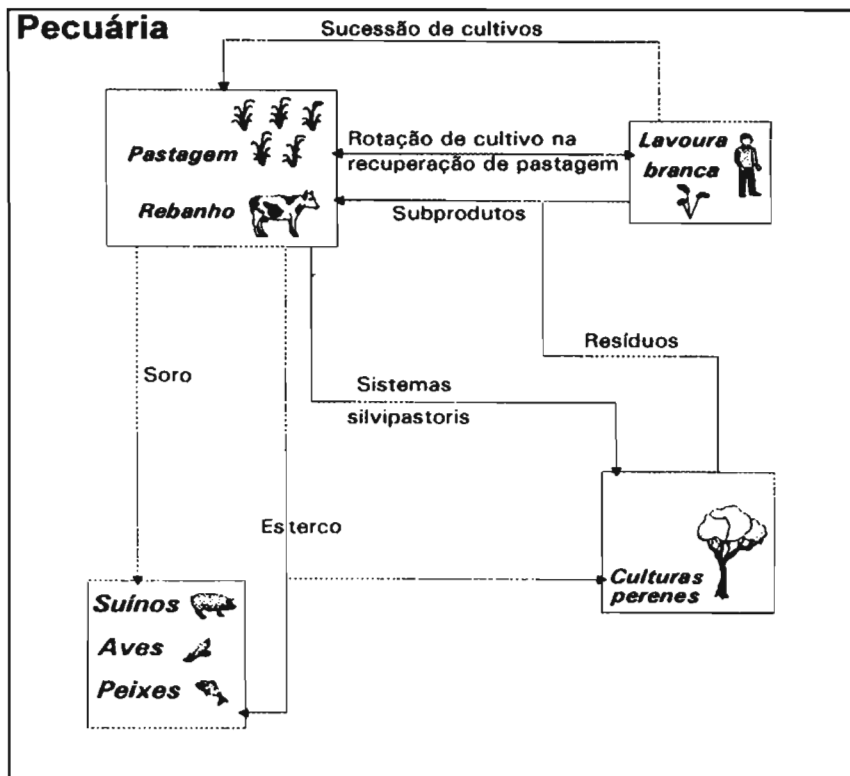 Pecuária
Sucessão de cultivos
Pastagem
Rebanho
Rotação de cultivo na
recuperação de pastagem
Subprodutos
Lavoura
branca
Resíduos
Soro
Sistemas
silvipastoris
Esterco
Culturas
perenes
Suínos
Aves
Peixes